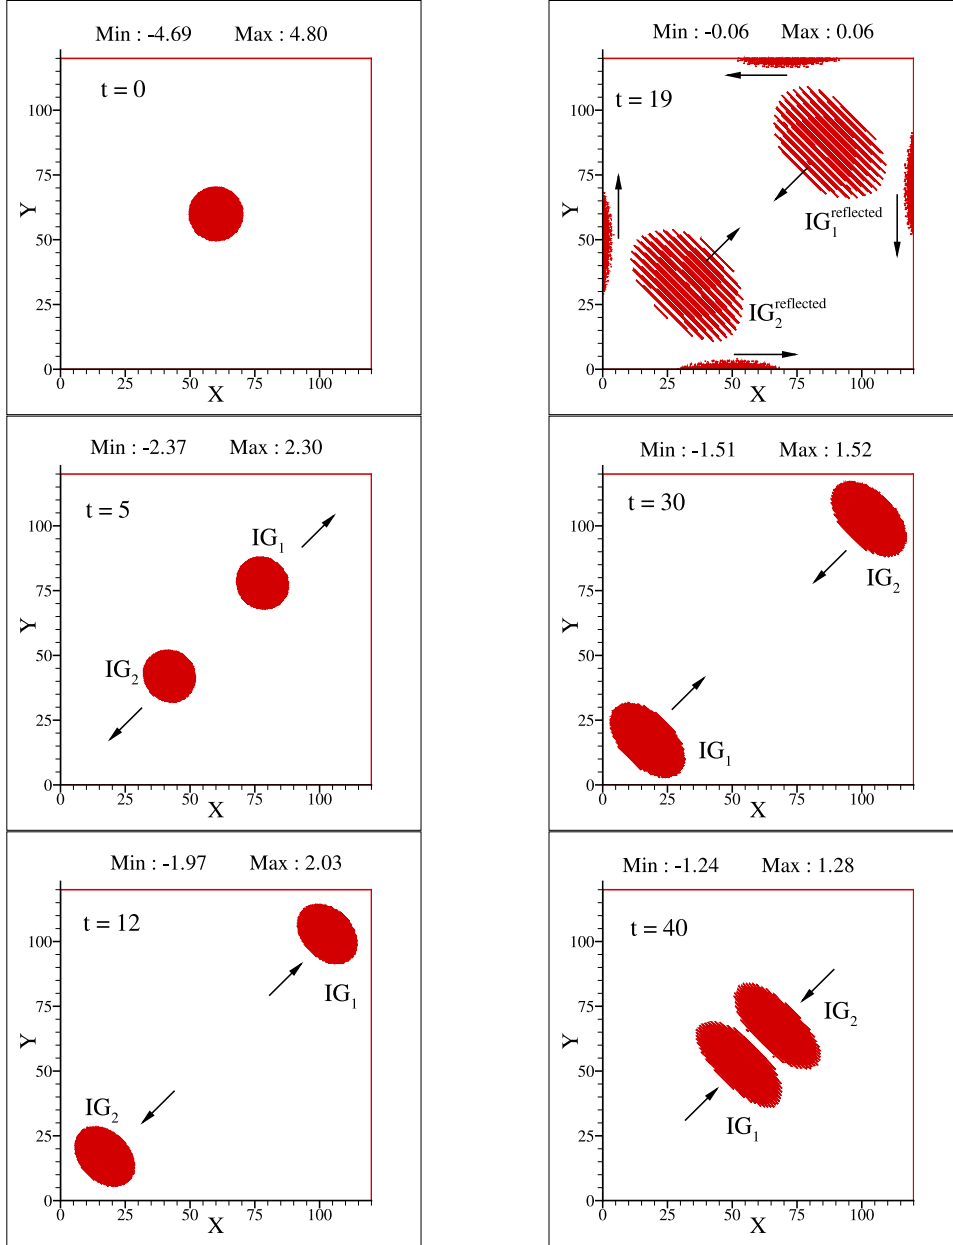 Min : -4.69 Max : 4.80
t = 0
100
75
50
25
0
Y
0 25 50 75 100
X
Min : -0.06 Max : 0.06
t = 19
100
75
50
25
0
Y
IG1reflected
IG2reflected
0 25 50 75 100
X
Min : -2.37 Max : 2.30
t = 5
IG1
IG2
100
75
50
25
0
Y
0 25 50 75 100
X
Min : -1.51 Max : 1.52
t = 30
IG2
IG1
100
75
50
25
0
Y
0 25 50 75 100
X
Min : -1.97 Max : 2.03
t = 12
IG1
IG2
100
75
50
25
0
Y
0 25 50 75 100
X
Min : -1.24 Max : 1.28
t = 40
IG2
IG1
100
75
50
25
0
Y
0 25 50 75 100
X